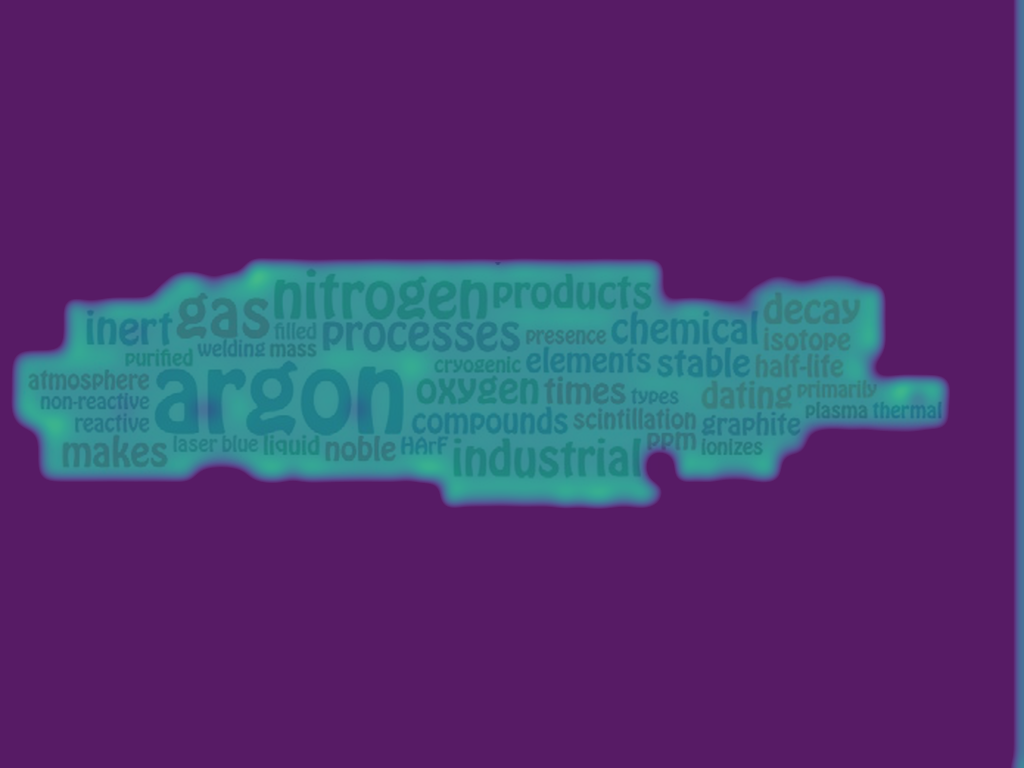 nitrogen products
gas decay
inert filled processes presence chemical isotope
purified welding mass cryogenic elements stable half-life
atmosphere argon oxygen times types dating primarily
non-reactive plasma thermal
reactive compounds scintillation graphite
makes laser blue liquid noble HArF industrial ppm ionizes